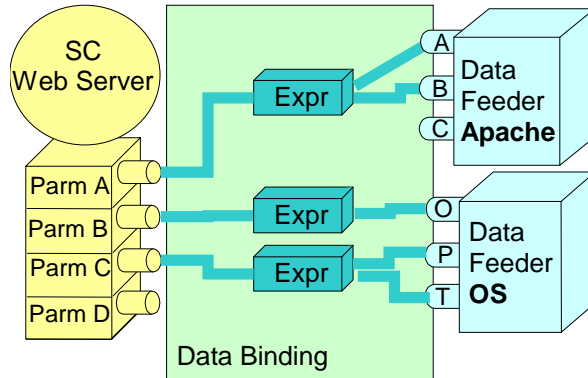 SC
Web Server
Parm A
Parm B
Parm C
Parm D
Expr
Expr
Expr
Data Binding
A
B
C
Data
Feeder
Apache
O
P
T
Data
Feeder
OS